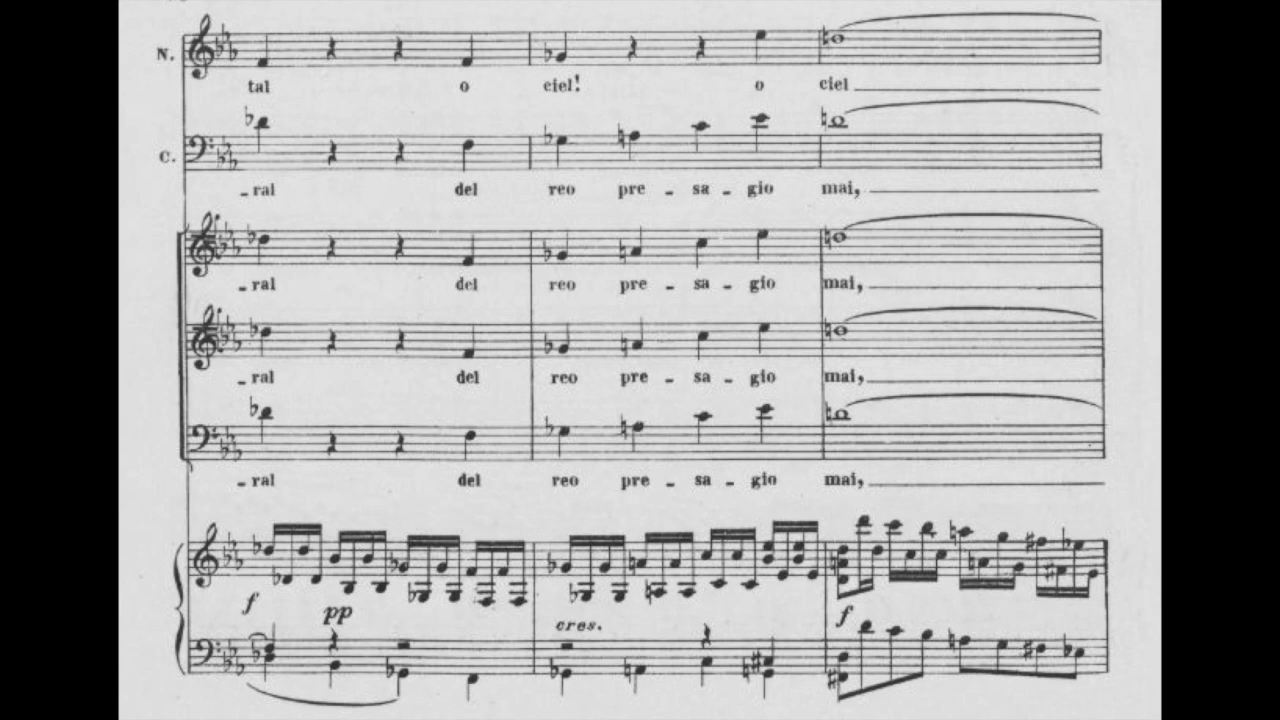 N.
tal o ciel! o ciel
C.
-ral del reo pre-sa-gio mai,
-ral del reo pre-sa-gio mai,
-ral del reo pre-sa-gio mai,
-ral del reo pre-sa-gio mai,
f pp cres. f